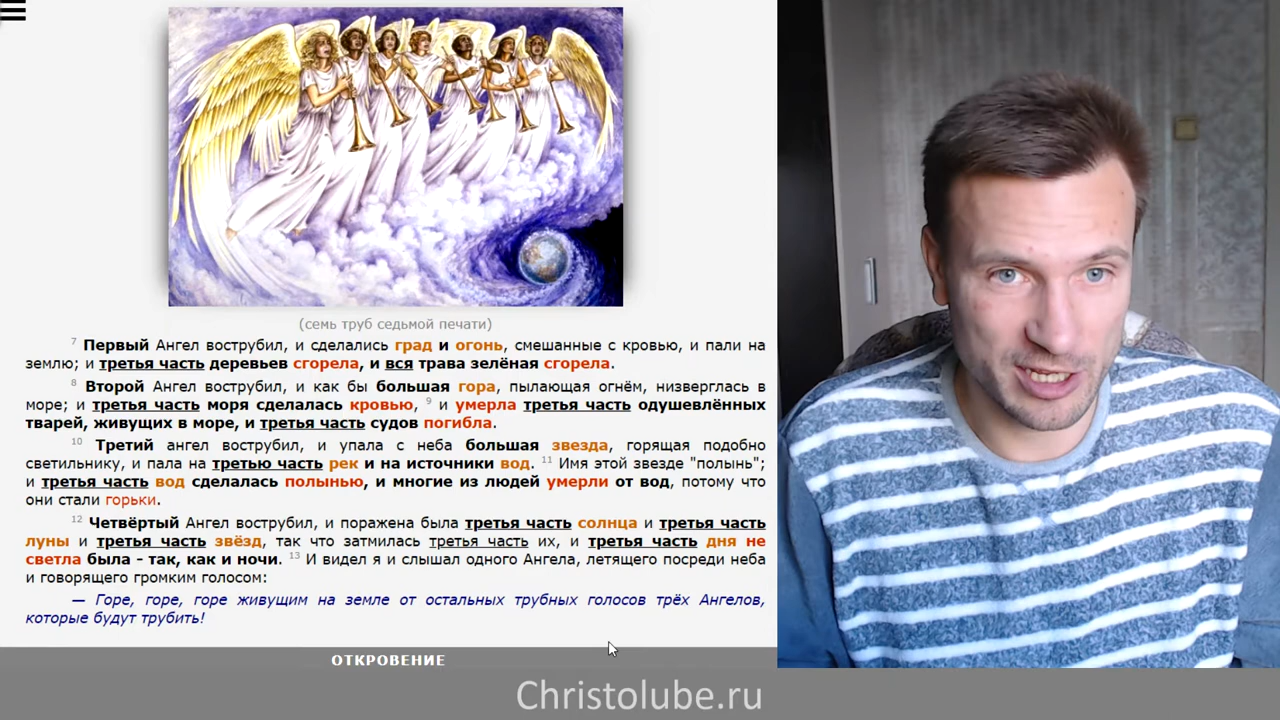 (семь труб седьмой печати)
7 Первый Ангел вострубил, и сделались град и огонь, смешанные с кровью, и пали на
землю; и третья часть деревьев сгорела, и вся трава зелёная сгорела.
8 Второй Ангел вострубил, и как бы большая гора, пылающая огнём, низверглась в
море; и третья часть моря сделалась кровью, 9 и умерла третья часть одушевлённых
тварей, живущих в море, и третья часть судов погибла.
10 Третий ангел вострубил, и упала с неба большая звезда, горящая подобно
светильнику, и пала на третью часть рек и на источники вод. 11 Имя этой звезде "полынь";
и третья часть вод сделалась полынью, и многие из людей умерли от вод, потому что
они стали горьки.
12 Четвёртый Ангел вострубил, и поражена была третья часть солнца и третья часть
луны и третья часть звёзд, так что затмилась третья часть их, и третья часть дня не
светла была - так, как и ночи. 13 И видел я и слышал одного Ангела, летящего посреди неба
и говорящего громким голосом:
— Горе, горе, горе живущим на земле от остальных трубных голосов трёх Ангелов,
которые будут трубить!
ОТКРОВЕНИЕ
Christolube.ru